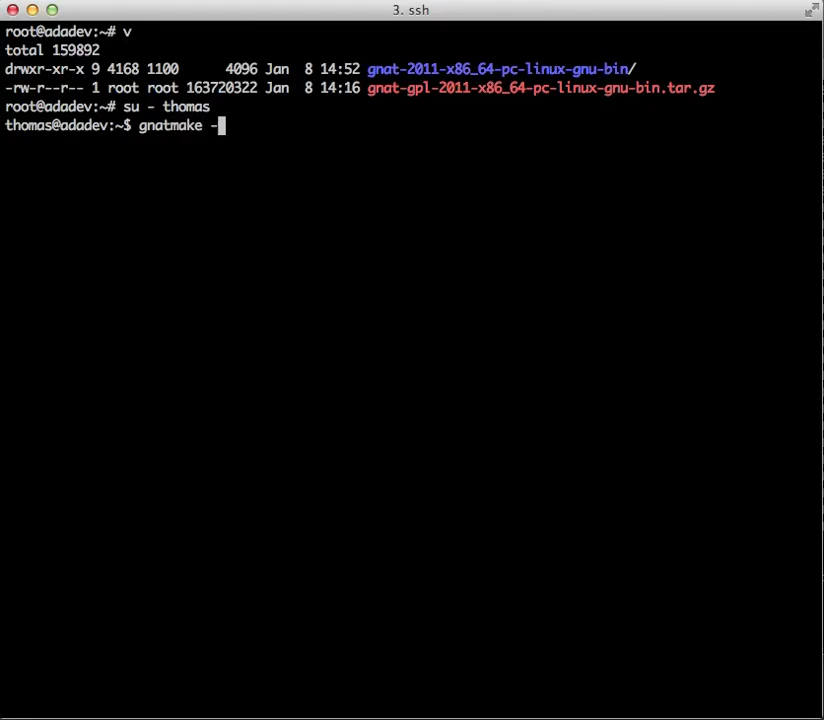 3. ssh
root@adadev:~# v
total 159892
drwxr-xr-x 9 4168 1100      4096 Jan  8 14:52 gnat-2011-x86_64-pc-linux-gnu-bin/
-rw-r--r-- 1 root root 163720322 Jan  8 14:16 gnat-gpl-2011-x86_64-pc-linux-gnu-bin.tar.gz
root@adadev:~# su - thomas
thomas@adadev:~$ gnatmake -